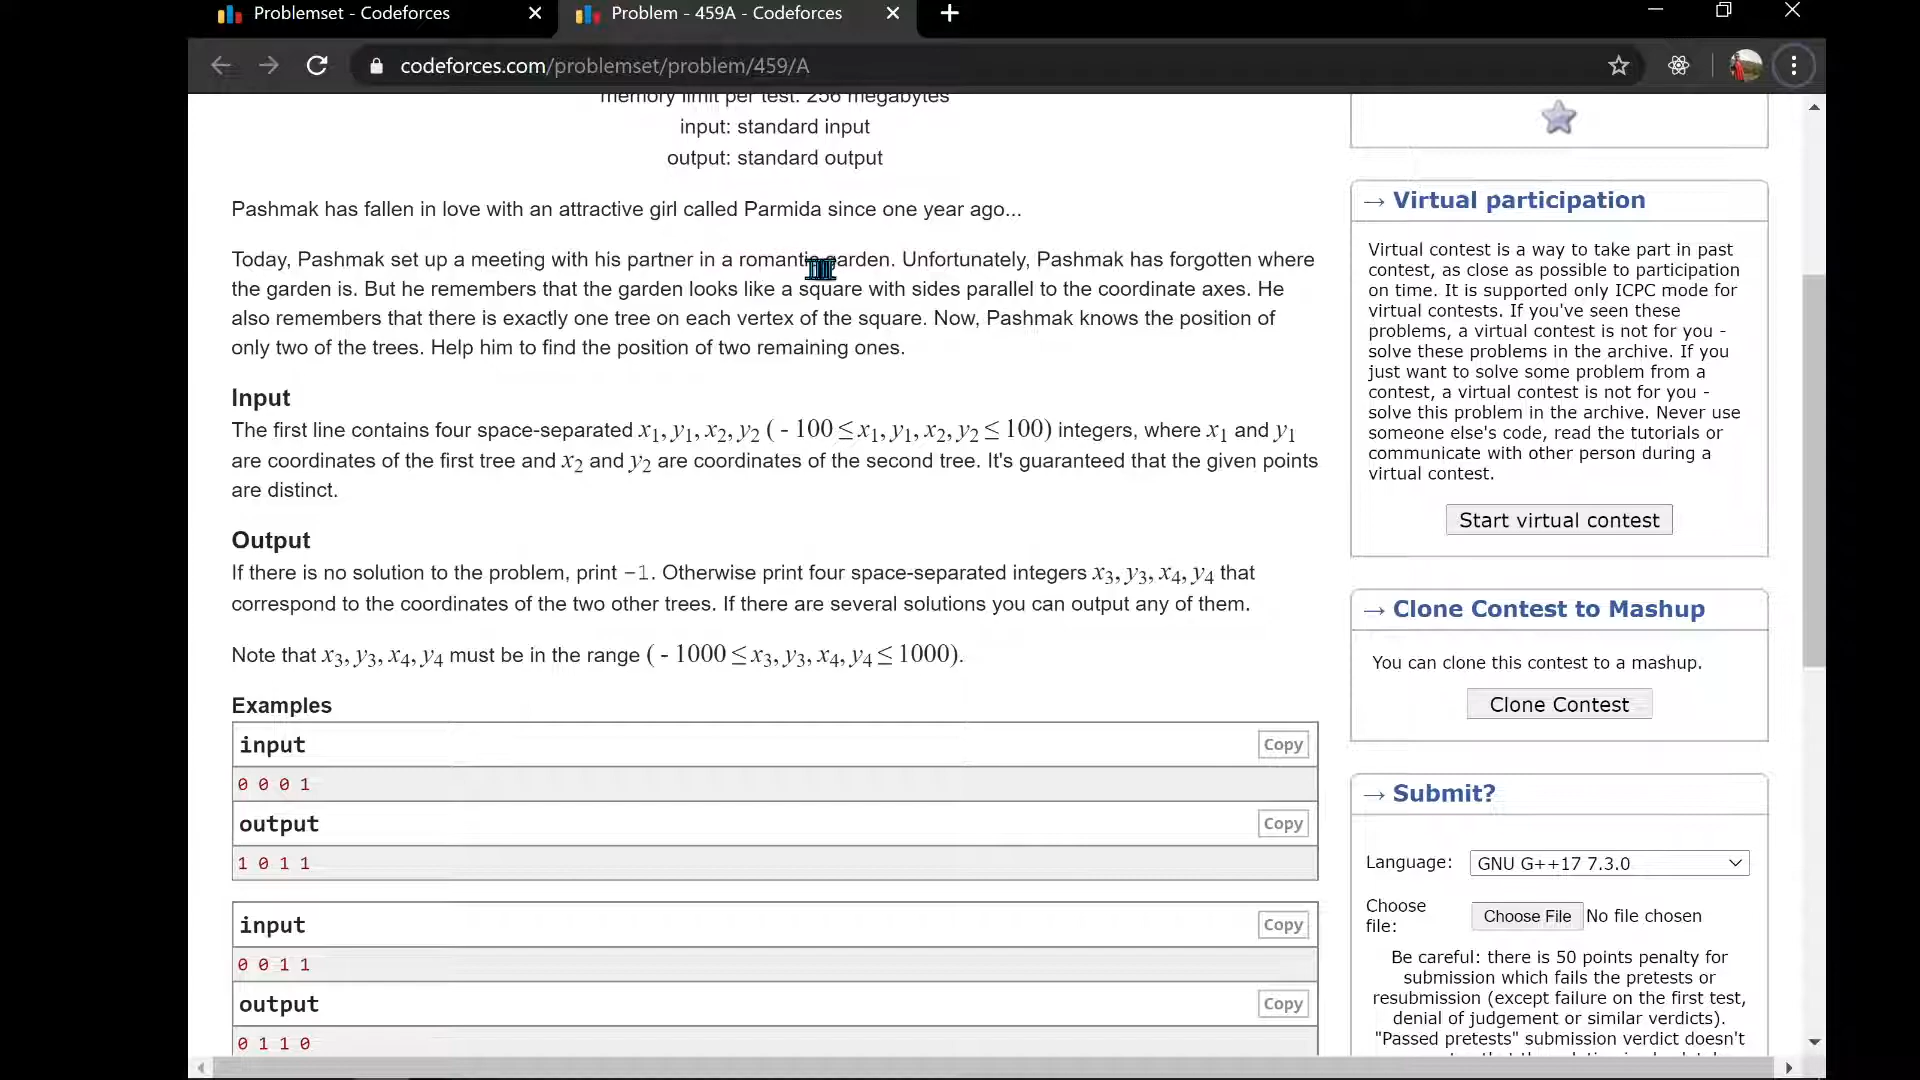 Problemset - Codeforces
Problem - 459A - Codeforces
codeforces.com/problemset/problem/459/A
memory limit per test: 256 megabytes
input: standard input
output: standard output
Pashmak has fallen in love with an attractive girl called Parmida since one year ago...
Today, Pashmak set up a meeting with his partner in a romantic garden. Unfortunately, Pashmak has forgotten where
the garden is. But he remembers that the garden looks like a square with sides parallel to the coordinate axes. He
also remembers that there is exactly one tree on each vertex of the square. Now, Pashmak knows the position of
only two of the trees. Help him to find the position of two remaining ones.
Input
The first line contains four space-separated x1, y1, x2, y2 ( - 100 ≤ x1, y1, x2, y2 ≤ 100) integers, where x1 and y1
are coordinates of the first tree and x2 and y2 are coordinates of the second tree. It's guaranteed that the given points
are distinct.
Output
If there is no solution to the problem, print -1. Otherwise print four space-separated integers x3, y3, x4, y4 that
correspond to the coordinates of the two other trees. If there are several solutions you can output any of them.
Note that x3, y3, x4, y4 must be in the range ( - 1000 ≤ x3, y3, x4, y4 ≤ 1000).
Examples
input
Copy
0 0 0 1
output
Copy
1 0 1 1
input
Copy
0 0 1 1
output
Copy
0 1 1 0
→ Virtual participation
Virtual contest is a way to take part in past
contest, as close as possible to participation
on time. It is supported only ICPC mode for
virtual contests. If you've seen these
problems, a virtual contest is not for you -
solve these problems in the archive. If you
just want to solve some problem from a
contest, a virtual contest is not for you -
solve this problem in the archive. Never use
someone else's code, read the tutorials or
communicate with other person during a
virtual contest.
Start virtual contest
→ Clone Contest to Mashup
You can clone this contest to a mashup.
Clone Contest
→ Submit?
Language: GNU G++17 7.3.0
Choose
file:
Choose File No file chosen
Be careful: there is 50 points penalty for
submission which fails the pretests or
resubmission (except failure on the first test,
denial of judgement or similar verdicts).
"Passed pretests" submission verdict doesn't